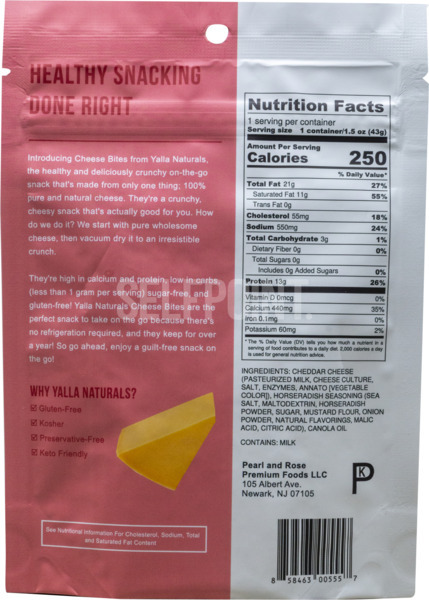 HEALTHY SNACKING
DONE RIGHT
Introducing Cheese Bites from Yalla Naturals,
the healthy and deliciously crunchy on-the-go
snack that's made from only one thing; 100%
pure and natural cheese. They're a crunchy,
cheesy snack that's actually good for you. How
do we do it? We start with pure wholesome
cheese, then vacuum dry it to an irresistible
crunch.
They're high in calcium and protein, low in carbs
(less than 1 gram per serving) sugar-free, and
gluten-free! Yalla Naturals Cheese Bites are the
perfect snack to take on the go because there's
no refrigeration required, and they keep for over
a year! So go ahead, enjoy a guilt-free snack on
the go!
WHY YALLA NATURALS?
Gluten-Free
Kosher
Preservative-Free
Keto Friendly
See Nutritional Information For Cholesterol, Sodium, Total
and Saturated Fat Content
Nutrition Facts
1 serving per container
Serving size 1 container/1.5 oz (43g)
Amount Per Serving
Calories 250
% Daily Value*
Total Fat 21g 27%
Saturated Fat 11g 55%
Trans Fat 0g
Cholesterol 55mg 18%
Sodium 550mg 24%
Total Carbohydrate 3g 1%
Dietary Fiber 0g 0%
Total Sugars 0g
Includes 0g Added Sugars 0%
Protein 13g 26%
Vitamin D 0mcg 0%
Calcium 440mg 35%
Iron 0.1mg 0%
Potassium 60mg 2%
* The % Daily Value (DV) tells you how much a nutrient in a
serving of food contributes to a daily diet. 2,000 calories a day
is used for general nutrition advice.
INGREDIENTS: CHEDDAR CHEESE
(PASTEURIZED MILK, CHEESE CULTURE,
SALT, ENZYMES, ANNATO [VEGETABLE
COLOR]), HORSERADISH SEASONING (SEA
SALT, MALTODEXTRIN, HORSERADISH
POWDER, SUGAR, MUSTARD FLOUR, ONION
POWDER, NATURAL FLAVORINGS, MALIC
ACID, CITRIC ACID), CANOLA OIL
CONTAINS: MILK
Pearl and Rose
Premium Foods LLC
105 Albert Ave.
Newark, NJ 07105
PK
8 58463 00555 7